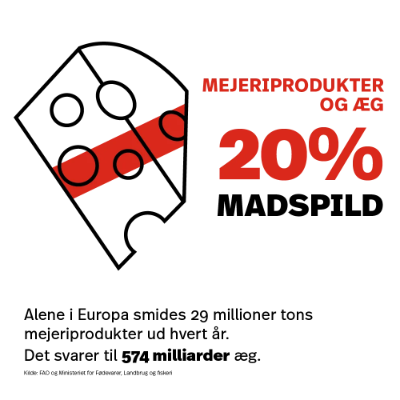 MEJERIPRODUKTER
OG ÆG
20%
MADSPILD
Alene i Europa smides 29 millioner tons
mejeriprodukter ud hvert år.
Det svarer til 574 milliarder æg.
Kilde: FAO og Ministeriet for Fødevarer, Landbrug og fiskeri